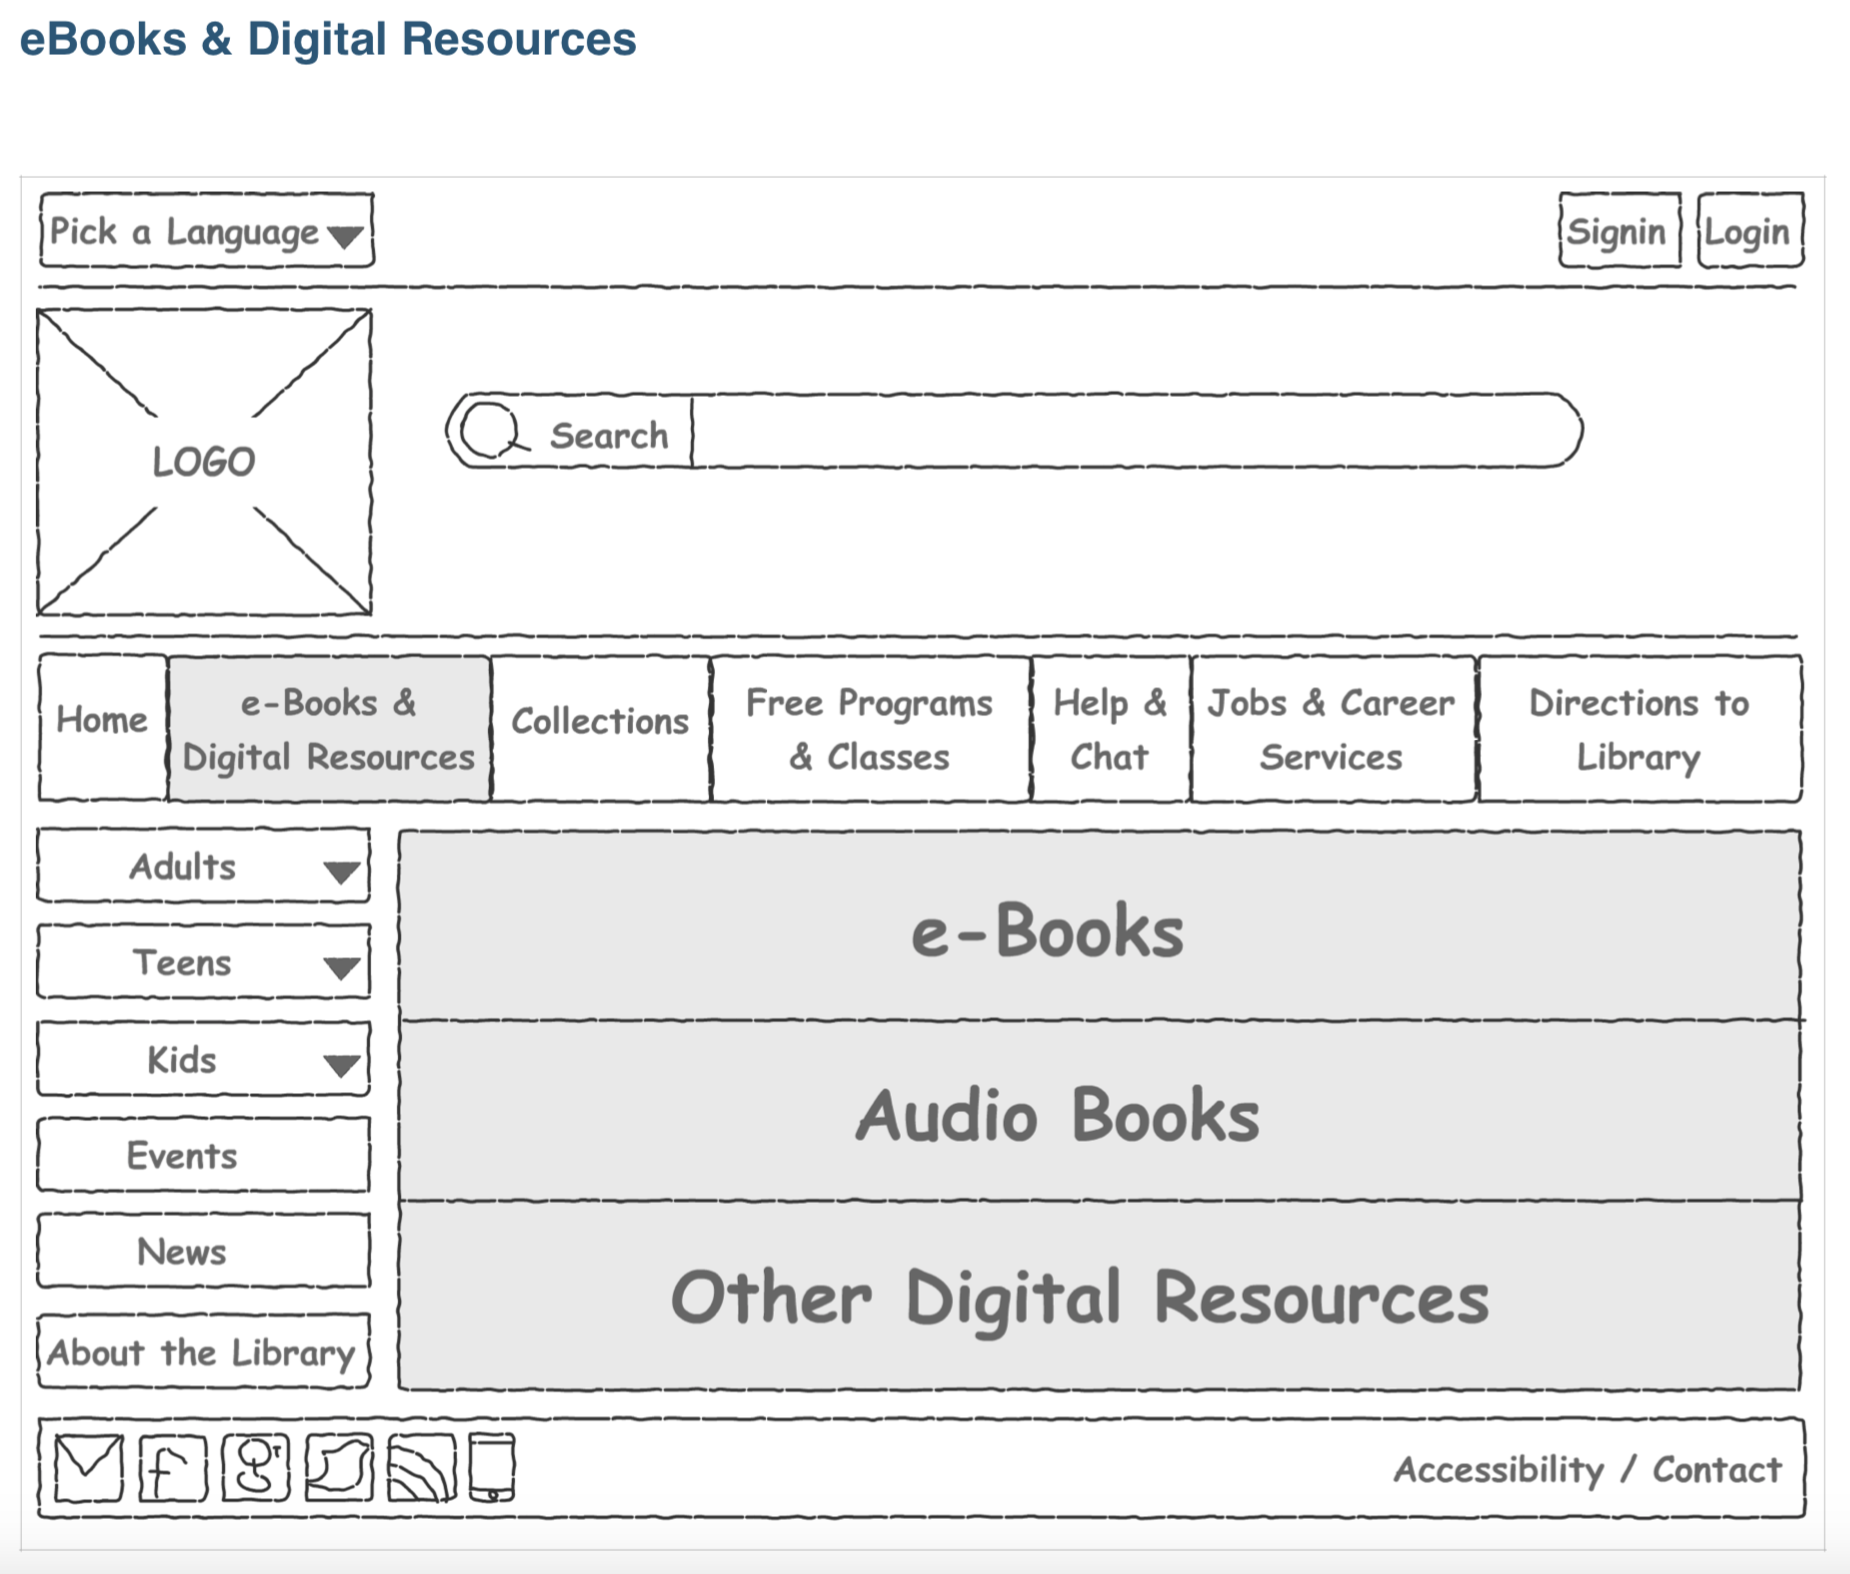 eBooks & Digital Resources
Pick a Language
Signin
Login
LOGO
Search
Home
e-Books &
Digital Resources
Collections
Free Programs
& Classes
Help &
Chat
Jobs & Career
Services
Directions to
Library
Adults
Teens
Kids
Events
News
About the Library
e-Books
Audio Books
Other Digital Resources
Accessibility / Contact